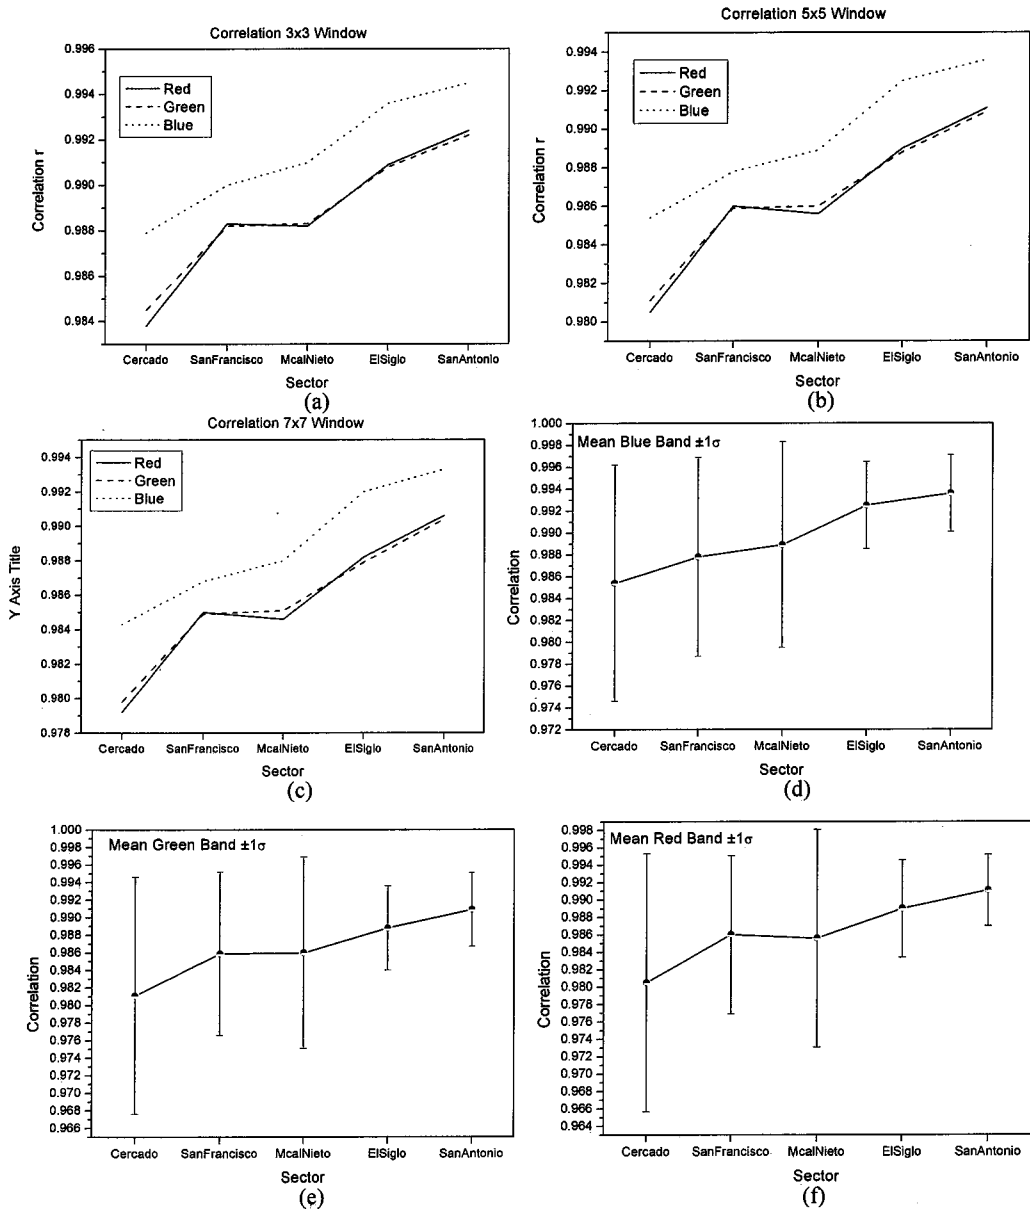 Correlation 3x3 Window
0.996
0.994
0.992
0.990
0.988
0.986
0.984
Correlation r
Red
Green
Blue
Cercado SanFrancisco McalNieto ElSiglo SanAntonio
Sector
(a)
Correlation 5x5 Window
0.994
0.992
0.990
0.988
0.986
0.984
0.982
0.980
Correlation r
Red
Green
Blue
Cercado SanFrancisco McalNieto ElSiglo SanAntonio
Sector
(b)
Correlation 7x7 Window
0.994
0.992
0.990
0.988
0.986
0.984
0.982
0.980
0.978
Y Axis Title
Red
Green
Blue
Cercado SanFrancisco McalNieto ElSiglo SanAntonio
Sector
(c)
Mean Blue Band ±1σ
1.000
0.998
0.996
0.994
0.992
0.990
0.988
0.986
0.984
0.982
0.980
0.978
0.976
0.974
0.972
Correlation
Cercado SanFrancisco McalNieto ElSiglo SanAntonio
Sector
(d)
Mean Green Band ±1σ
1.000
0.998
0.996
0.994
0.992
0.990
0.988
0.986
0.984
0.982
0.980
0.978
0.976
0.974
0.972
0.970
0.968
0.966
Correlation
Cercado SanFrancisco McalNieto ElSiglo SanAntonio
Sector
(e)
Mean Red Band ±1σ
0.998
0.996
0.994
0.992
0.990
0.988
0.986
0.984
0.982
0.980
0.978
0.976
0.974
0.972
0.970
0.968
0.966
0.964
Correlation
Cercado SanFrancisco McalNieto ElSiglo SanAntonio
Sector
(f)